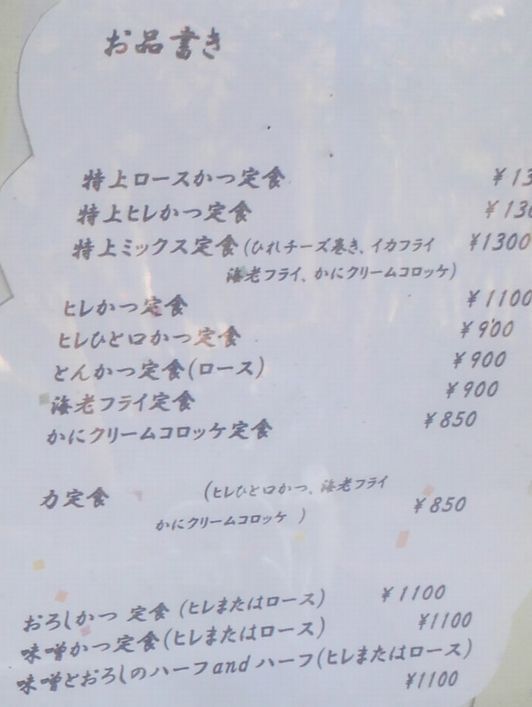 お品書き
特上ロースかつ定食 ¥13
特上ヒレかつ定食 ¥130
特上ミックス定食(ひれチーズ巻き、イカフライ ¥1300
海老フライ、かにクリームコロッケ)
ヒレかつ定食 ¥1100
ヒレひと口かつ定食 ¥900
とんかつ定食(ロース) ¥900
海老フライ定食 ¥900
かにクリームコロッケ定食 ¥850
力定食 (ヒレひと口かつ、海老フライ
かにクリームコロッケ ) ¥850
おろしかつ 定食 (ヒレまたはロース) ¥1100
味噌かつ定食(ヒレまたはロース) ¥1100
味噌とおろしのハーフandハーフ(ヒレまたはロース)
¥1100